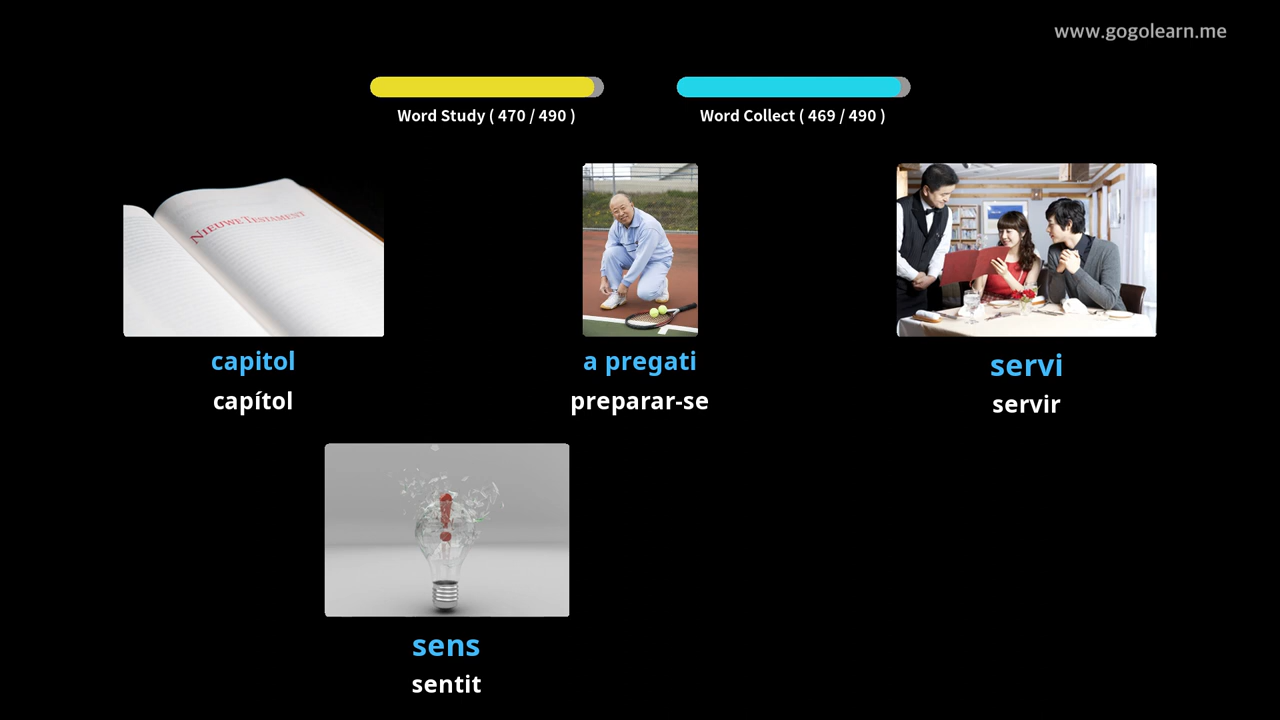 www.gogolearn.me
Word Study ( 470 / 490 )
Word Collect ( 469 / 490 )
NIEUWE TESTAMENT
capitol
capítol
a pregati
preparar-se
servi
servir
sens
sentit